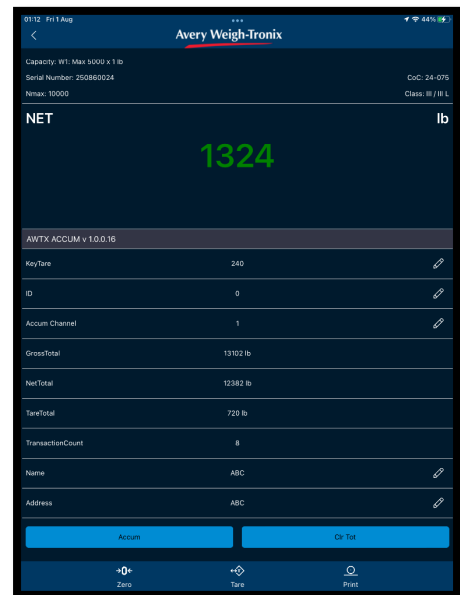 01:12 Fri 1 Aug 44%
Avery Weigh-Tronix
Capacity: W1: Max 5000 x 1 lb
Serial Number: 250860024 CoC: 24-075
Nmax: 10000 Class: III / III L
NET lb
1324
AWTX ACCUM v 1.0.0.16
KeyTare 240
ID 0
Accum Channel 1
GrossTotal 13102 lb
NetTotal 12382 lb
TareTotal 720 lb
TransactionCount 8
Name ABC
Address ABC
Accum Clr Tot
→0← 
Zero Tare Print